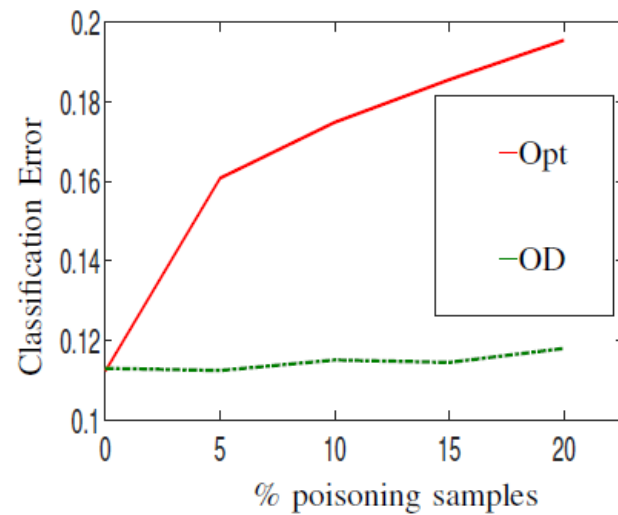 0.2
0.18
0.16
0.14
0.12
0.1
Classification Error
Opt
OD
0 5 10 15 20
% poisoning samples